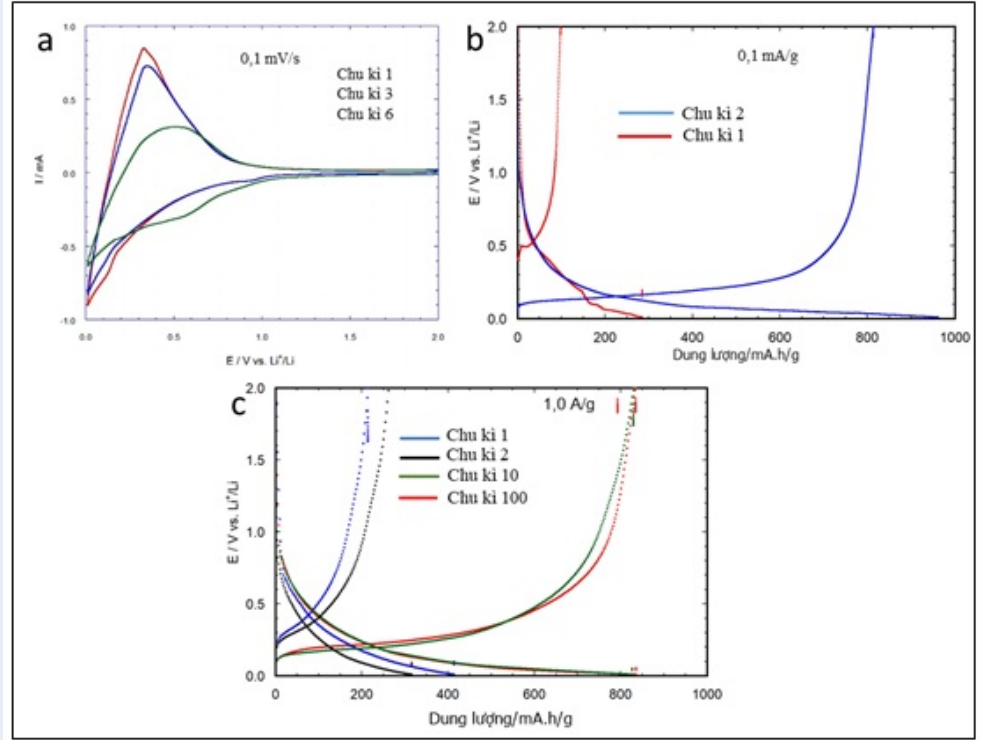 a
0,1 mV/s
Chu kì 1
Chu kì 3
Chu kì 6
1.0
0.5
0.0
-0.5
-1.0
I / mA
0.0
0.5
1.0
1.5
2.0
E / V vs. Li⁺/Li
b
0,1 mA/g
Chu kì 2
Chu kì 1
2.0
1.5
1.0
0.5
0.0
E / V vs. Li⁺/Li
0
200
400
600
800
1000
Dung lượng/mA.h/g
c
1,0 A/g
Chu kì 1
Chu kì 2
Chu kì 10
Chu kì 100
2.0
1.5
1.0
0.5
0.0
E / V vs. Li⁺/Li
0
200
400
600
800
1000
Dung lượng/mA.h/g